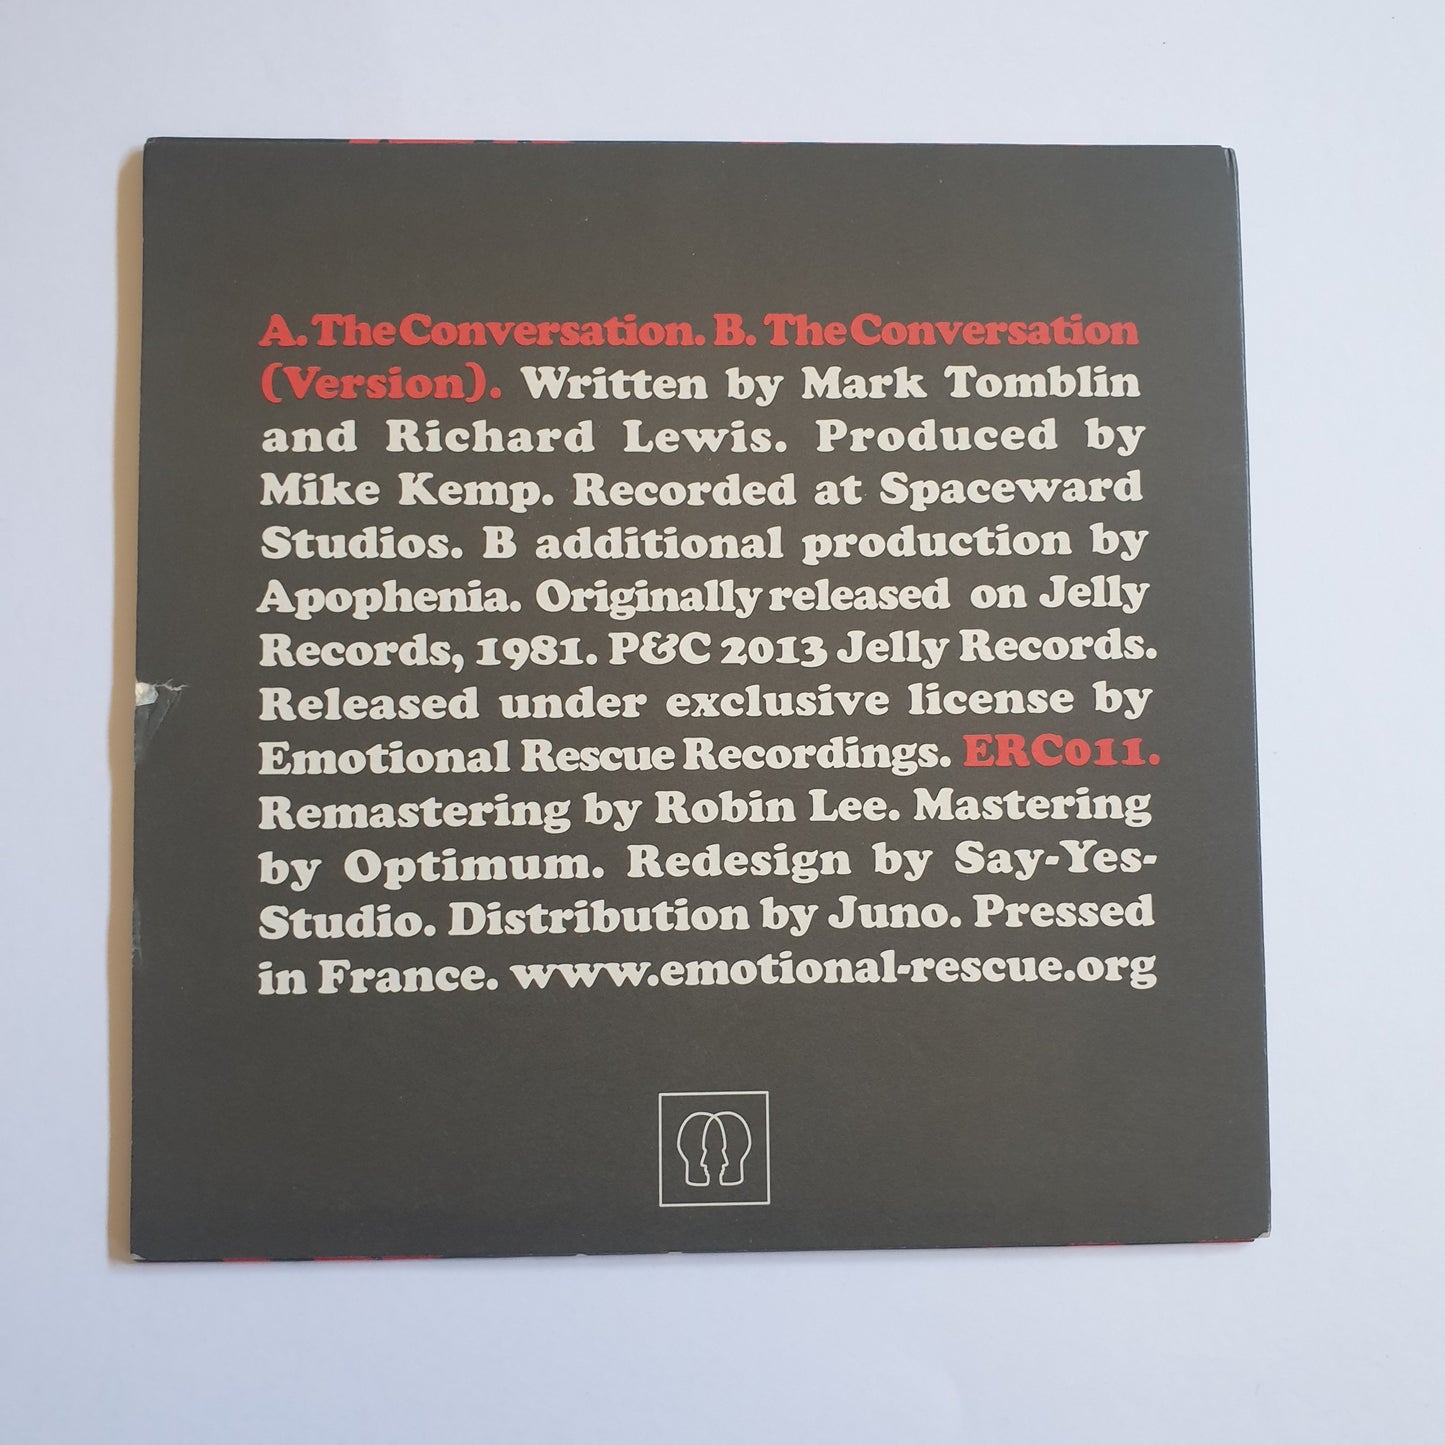 A. The Conversation. B. The Conversation
(Version). Written by Mark Tomblin
and Richard Lewis. Produced by
Mike Kemp. Recorded at Spaceward
Studios. B additional production by
Apophenia. Originally released on Jelly
Records, 1981. P&C 2013 Jelly Records.
Released under exclusive license by
Emotional Rescue Recordings. ERC011.
Remastering by Robin Lee. Mastering
by Optimum. Redesign by Say-Yes-
Studio. Distribution by Juno. Pressed
in France. www.emotional-rescue.org